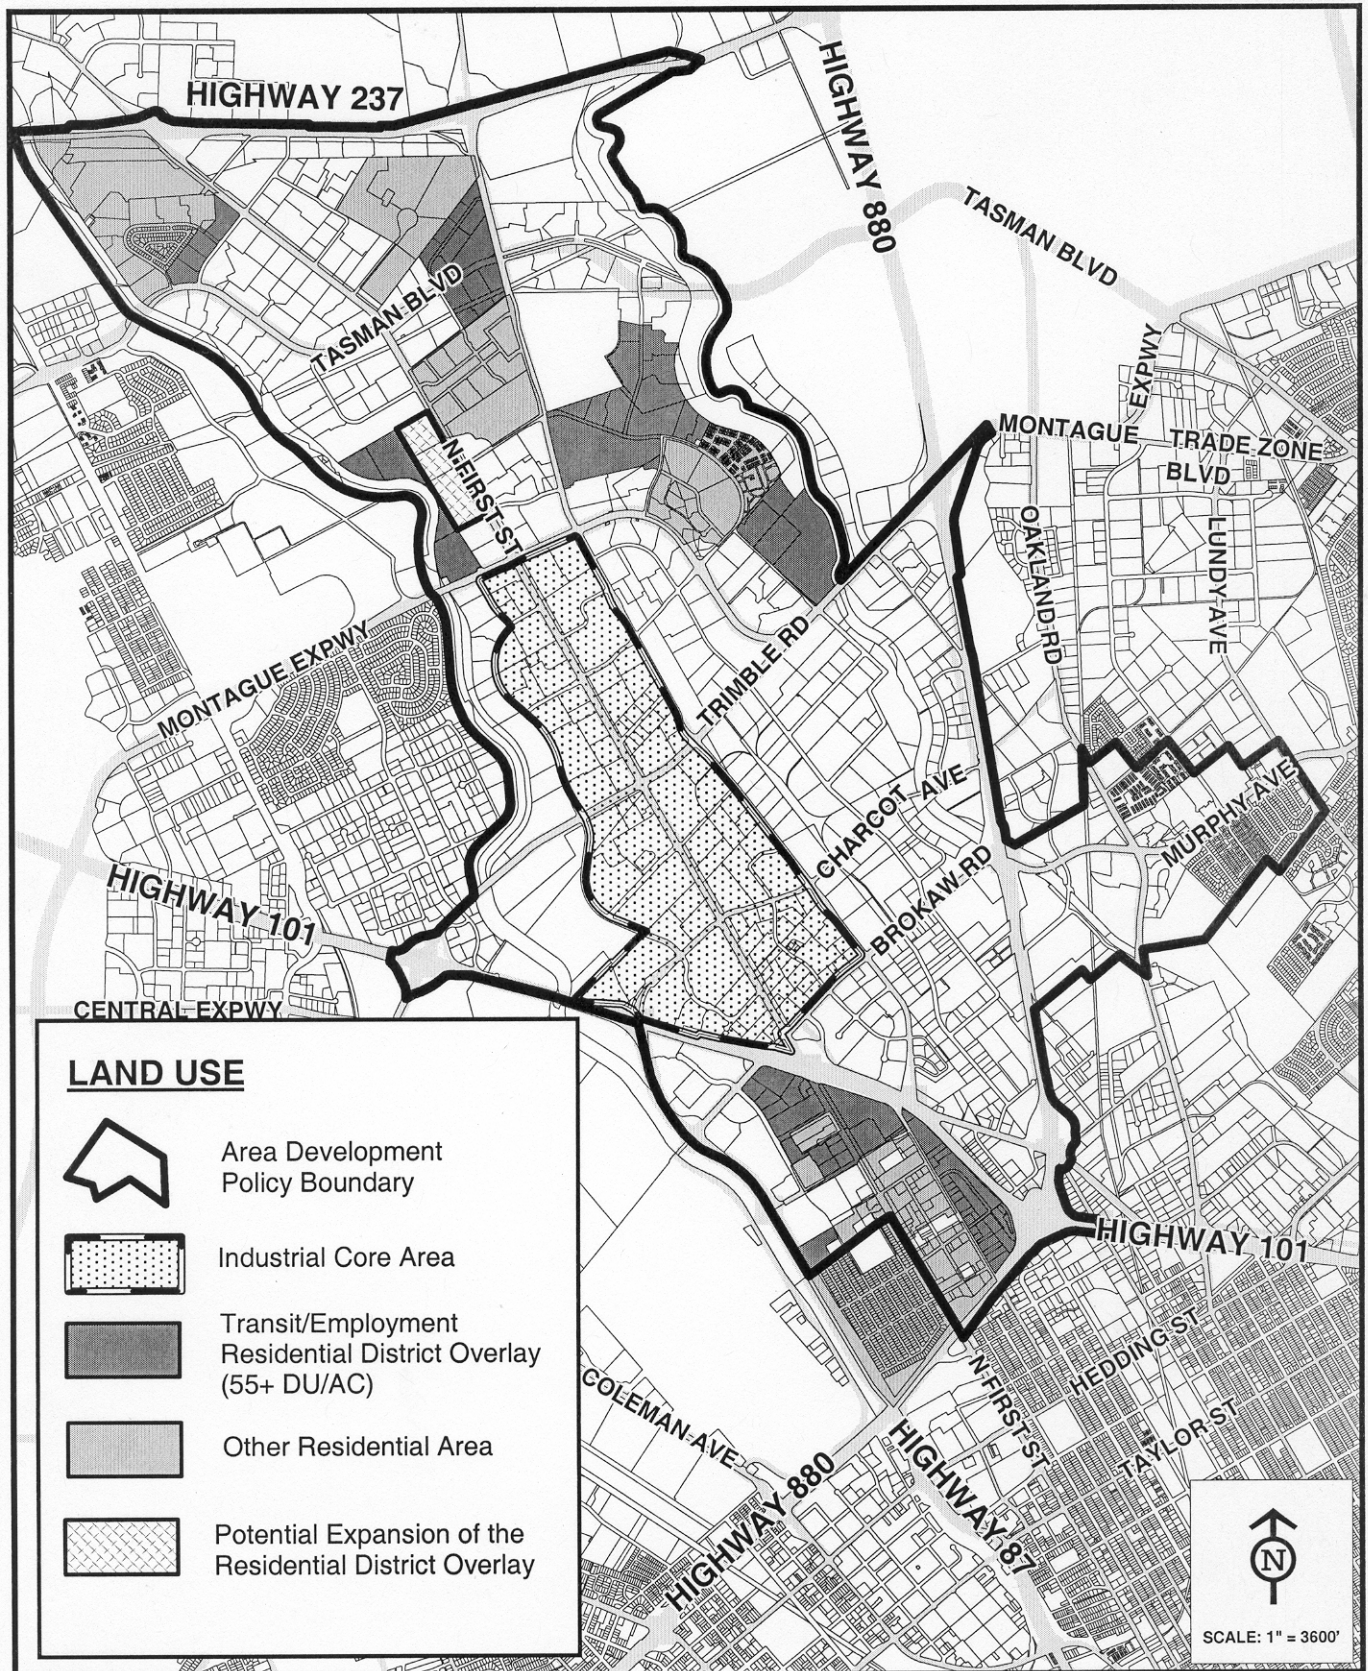 HIGHWAY 237
HIGHWAY 880
TASMAN BLVD
TASMAN BLVD
EXPWY
MONTAGUE
TRADE ZONE
BLVD
N.FIRST ST
OAKLAND RD
LUNDY AVE
MONTAGUE EXPWY
TRIMBLE RD
CHARCOT AVE
MURPHY AVE
BROKAW RD
HIGHWAY 101
CENTRAL EXPWY
LAND USE
Area Development
Policy Boundary
Industrial Core Area
Transit/Employment
Residential District Overlay
(55+ DU/AC)
Other Residential Area
Potential Expansion of the
Residential District Overlay
HIGHWAY 101
HEDDING ST
N FIRST ST
TAYLOR ST
COLEMAN AVE
HIGHWAY 880
HIGHWAY 87
N
SCALE: 1" = 3600'